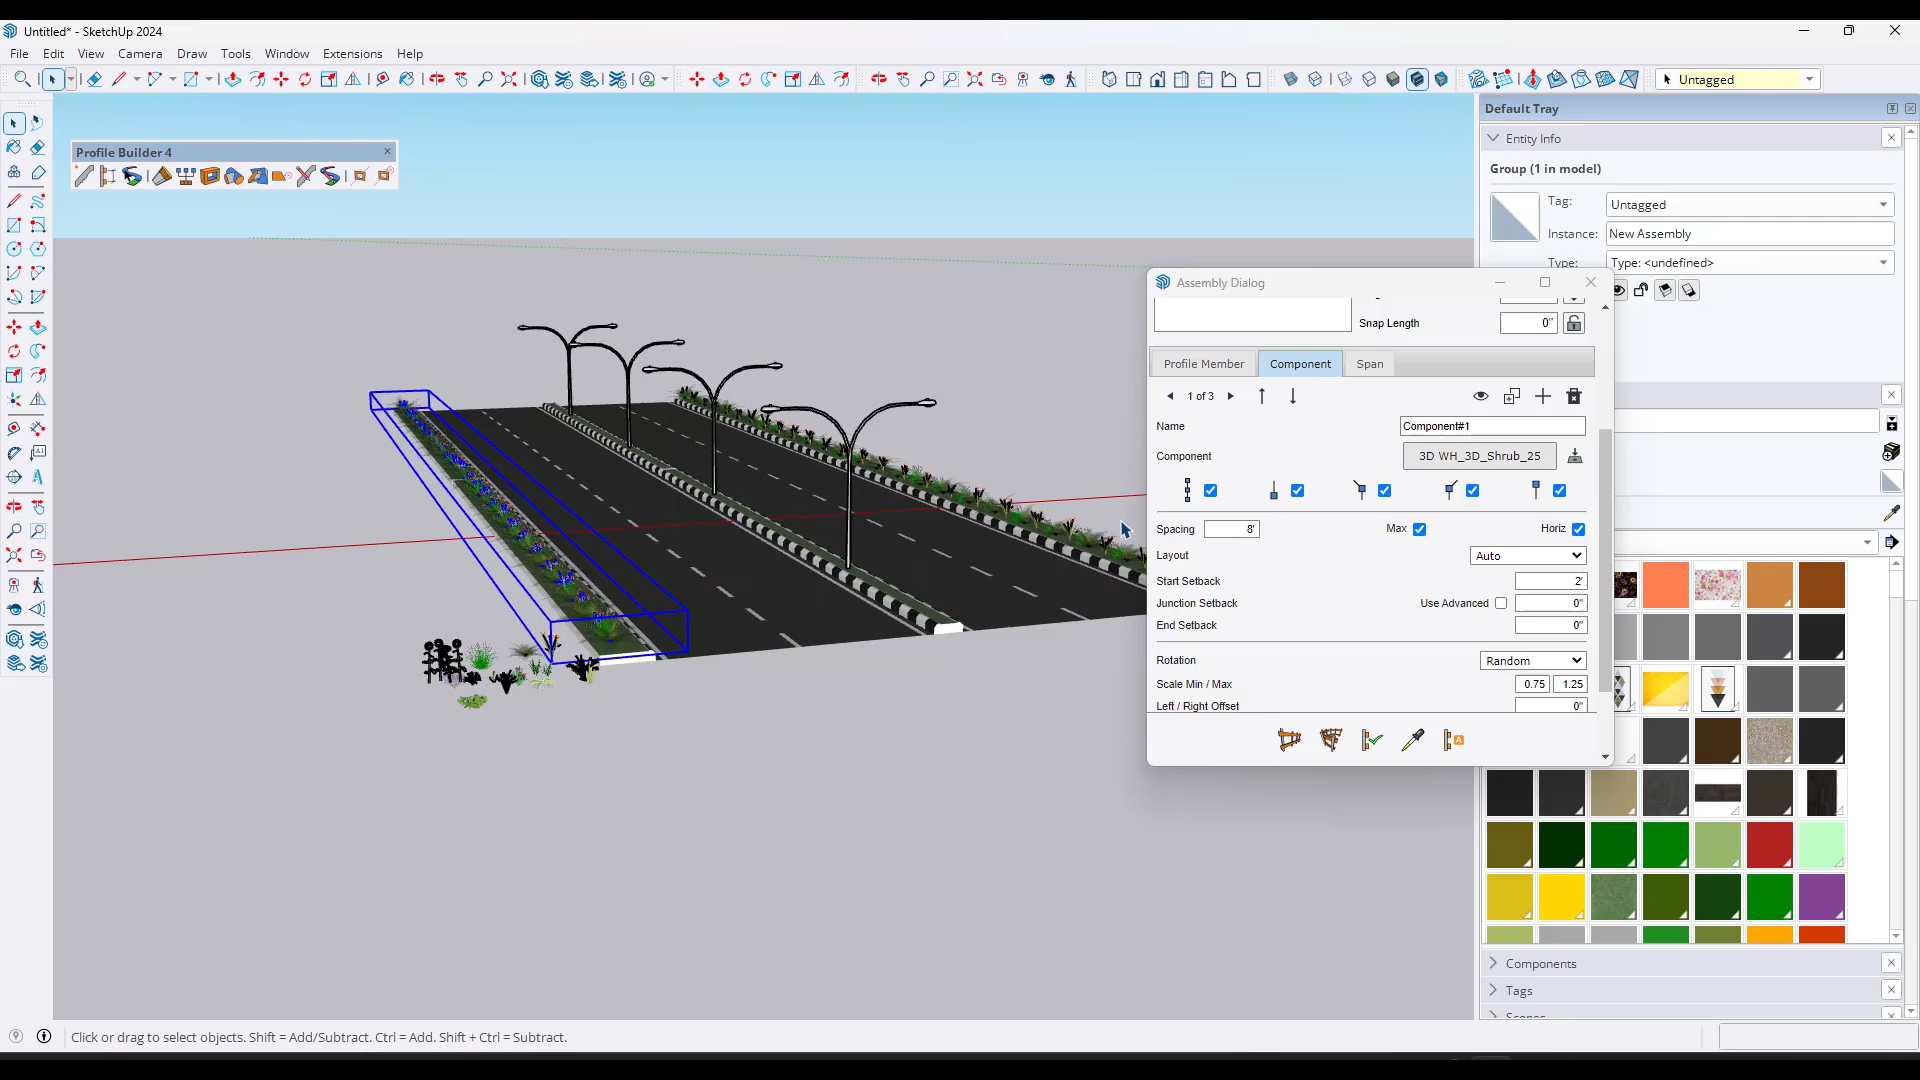 Untitled* - SketchUp 2024
File Edit View Camera Draw Tools Window Extensions Help
Untagged
Profile Builder 4
Default Tray
Entity Info
Group (1 in model)
Tag: Untagged
Instance: New Assembly
Type: Type: <undefined>
Assembly Dialog
Snap Length 0"
Profile Member Component Span
1 of 3
Name Component#1
Component 3D WH_3D_Shrub_25
Spacing 8' Max Horiz
Layout Auto
Start Setback 2'
Junction Setback Use Advanced 0"
End Setback 0"
Rotation Random
Scale Min / Max 0.75 1.25
Left / Right Offset 0"
Components
Tags
Scenes
Click or drag to select objects. Shift = Add/Subtract. Ctrl = Add. Shift + Ctrl = Subtract.